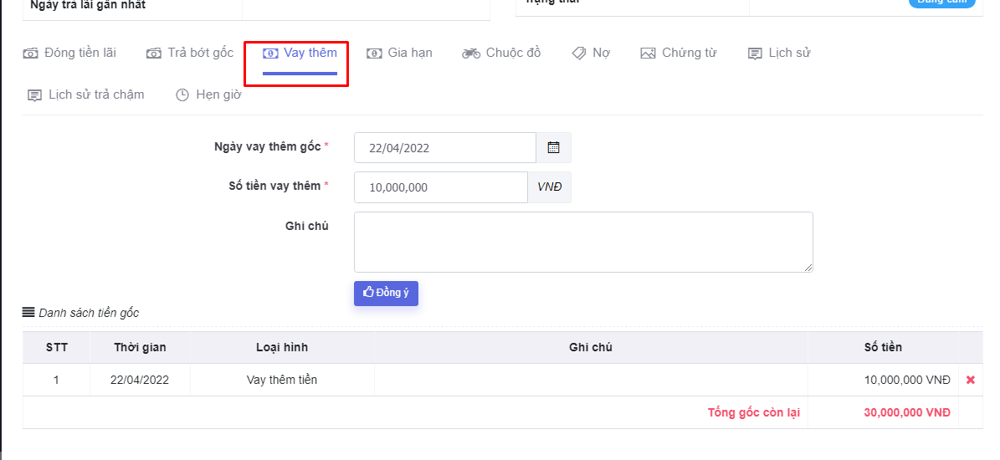 Ngày trả lãi gần nhất
Trạng thái
Đang cầm
Đóng tiền lãi
Trả bớt gốc
Vay thêm
Gia hạn
Chuộc đồ
Nợ
Chứng từ
Lịch sử
Lịch sử trả chậm
Hẹn giờ
Ngày vay thêm gốc *
22/04/2022
Số tiền vay thêm *
10,000,000
VNĐ
Ghi chú
Đồng ý
Danh sách tiền gốc
STT Thời gian Loại hình Ghi chú Số tiền
1 22/04/2022 Vay thêm tiền 10,000,000 VNĐ
Tổng gốc còn lại 30,000,000 VNĐ